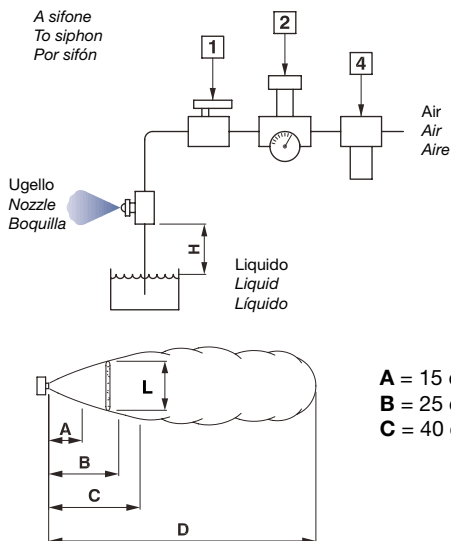 A sifone
To siphon
Por sifón
1
2
4
Air
Air
Aire
Ugello
Nozzle
Boquilla
H
Liquido
Liquid
Líquido
L
A
B
C
D
A = 15 c
B = 25 c
C = 40 c